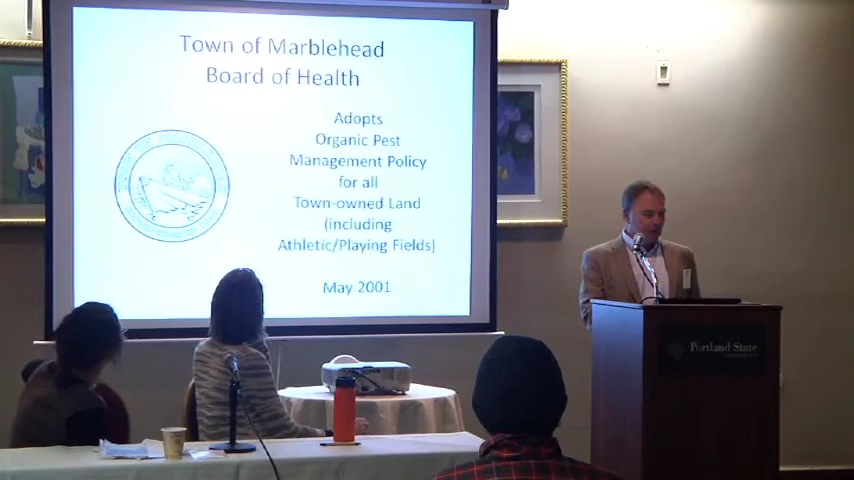 Town of Marblehead
Board of Health
Adopts
Organic Pest
Management Policy
for all
Town-owned Land
(including
Athletic/Playing Fields)
May 2001
Portland State